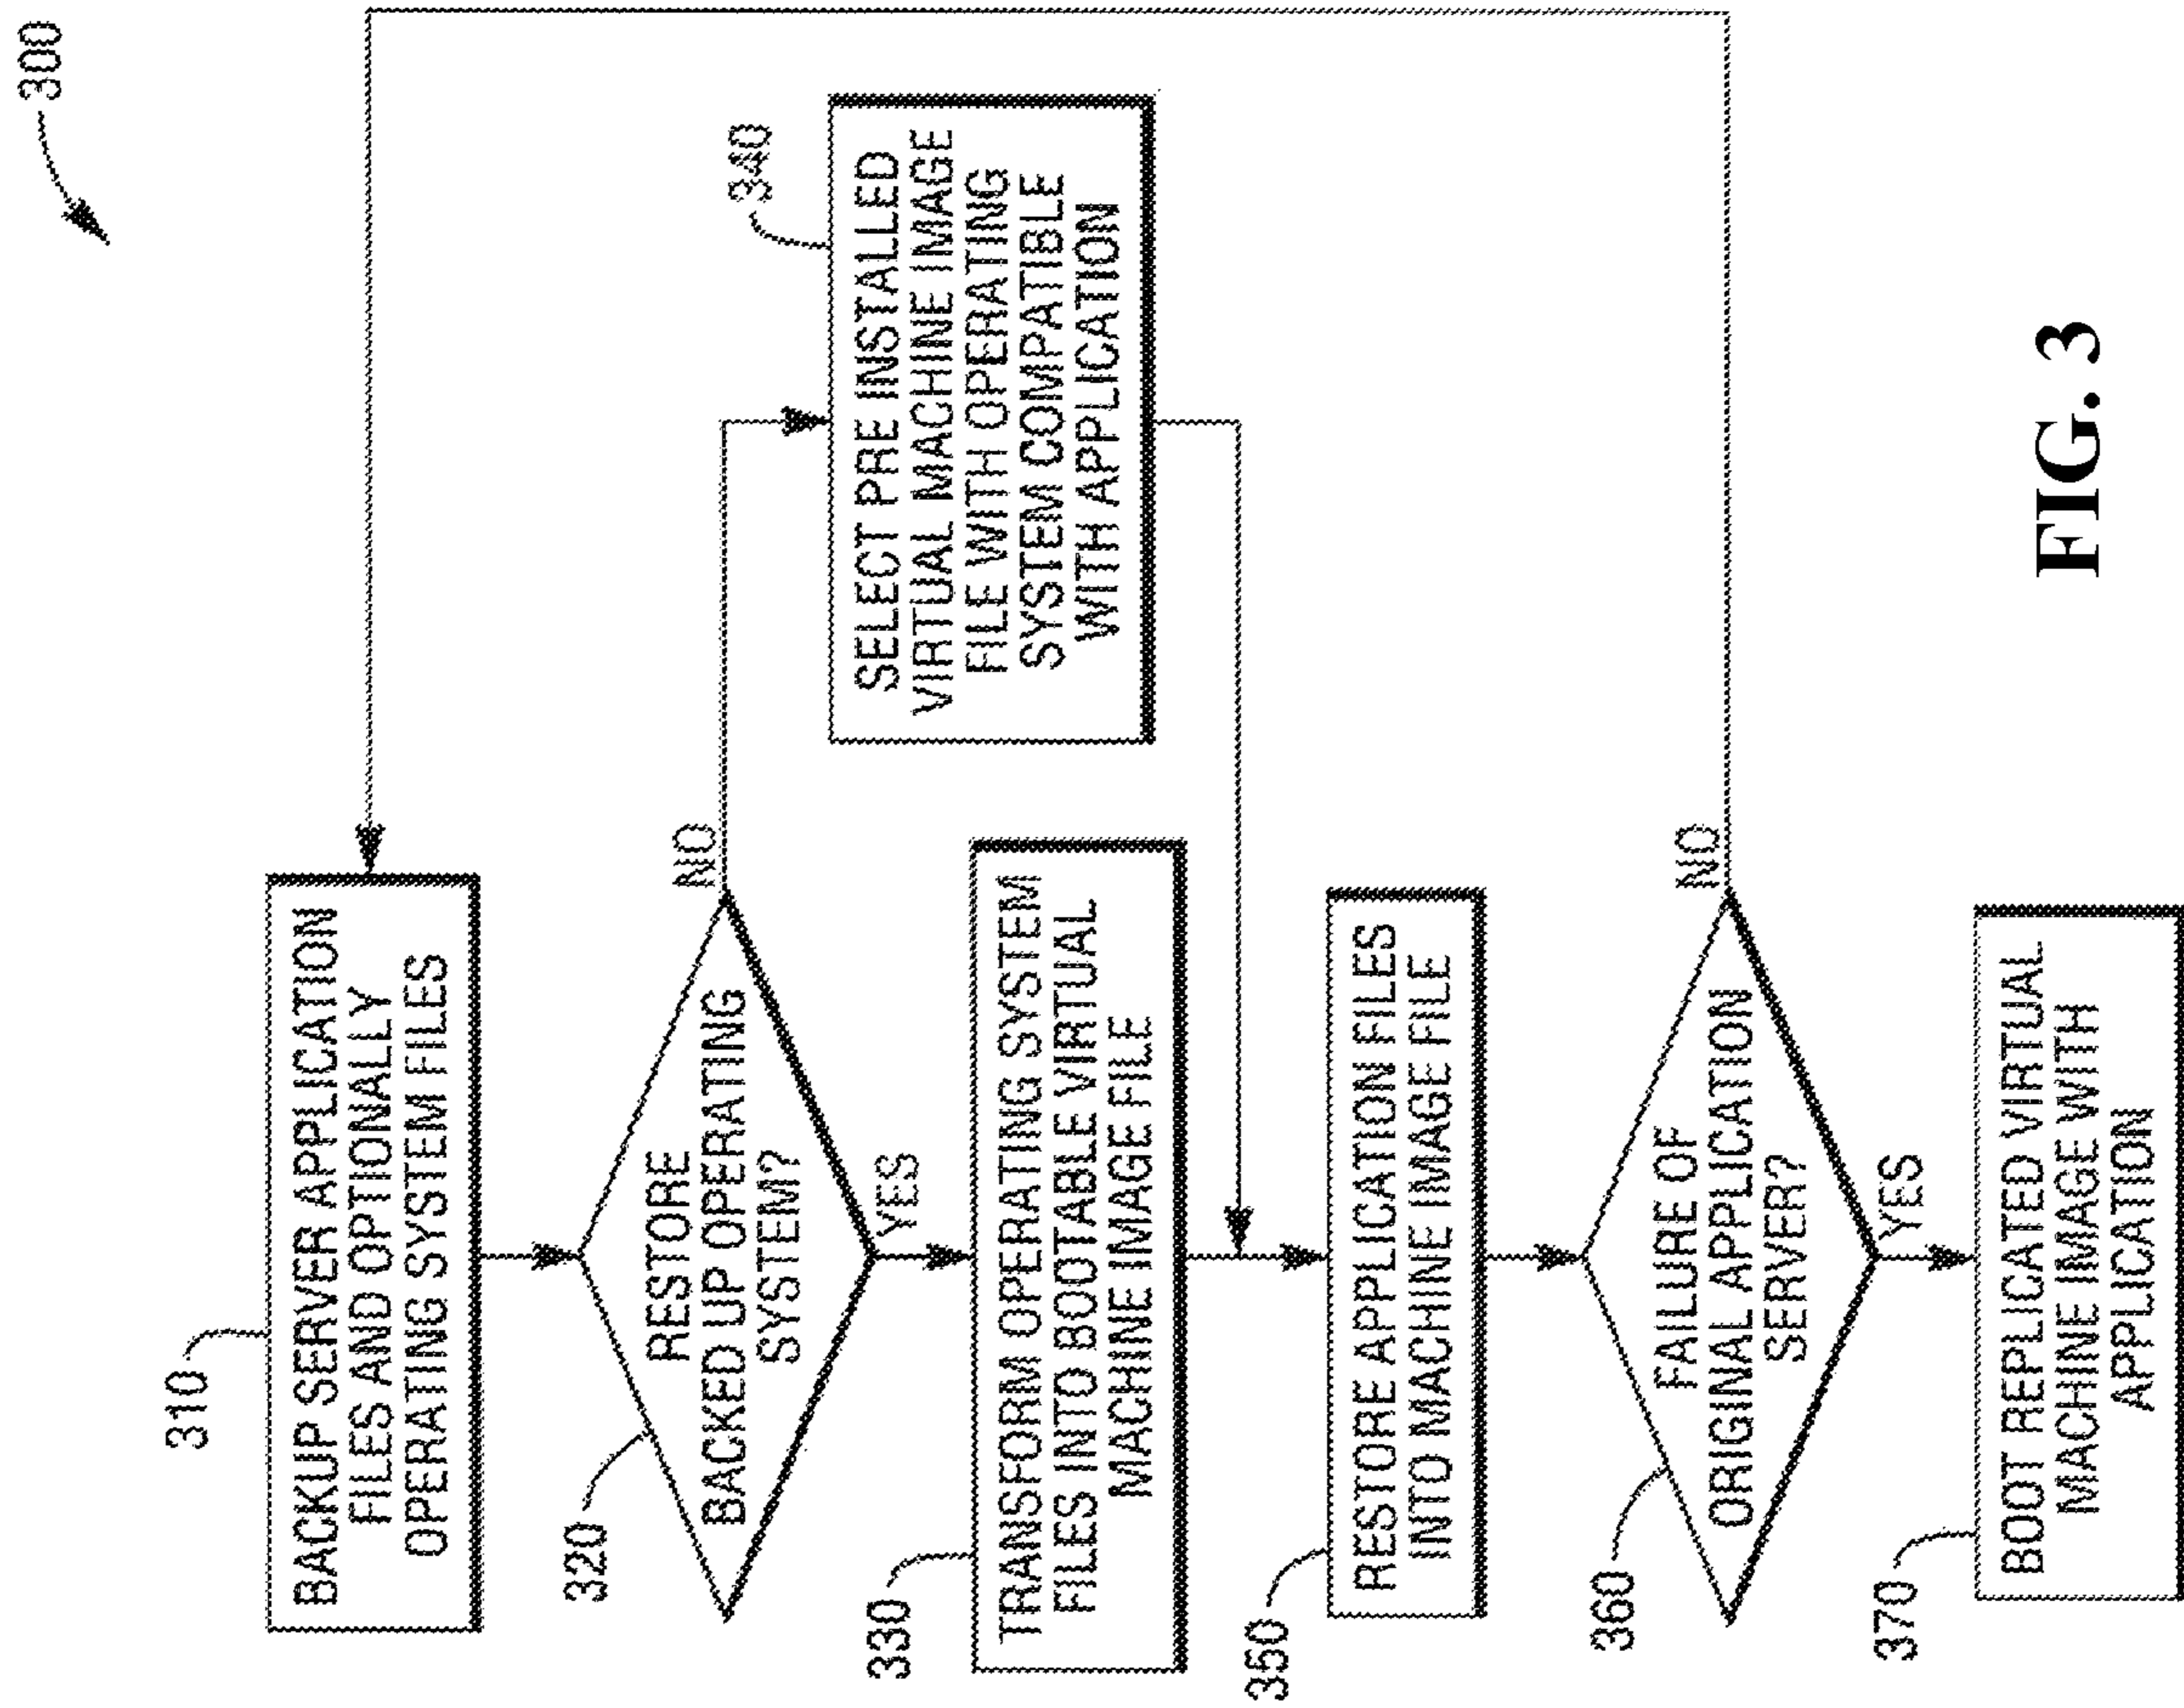 300
310
BACKUP SERVER APPLICATION
FILES AND OPTIONALLY
OPERATING SYSTEM FILES
320
RESTORE
BACKED UP OPERATING
SYSTEM?
NO
YES
340
SELECT PRE INSTALLED
VIRTUAL MACHINE IMAGE
FILE WITH OPERATING
SYSTEM COMPATIBLE
WITH APPLICATION
330
TRANSFORM OPERATING SYSTEM
FILES INTO BOOTABLE VIRTUAL
MACHINE IMAGE FILE
350
RESTORE APPLICATION FILES
INTO MACHINE IMAGE FILE
360
FAILURE OF
ORIGINAL APPLICATION
SERVER?
NO
YES
370
BOOT REPLICATED VIRTUAL
MACHINE IMAGE WITH
APPLICATION
FIG. 3